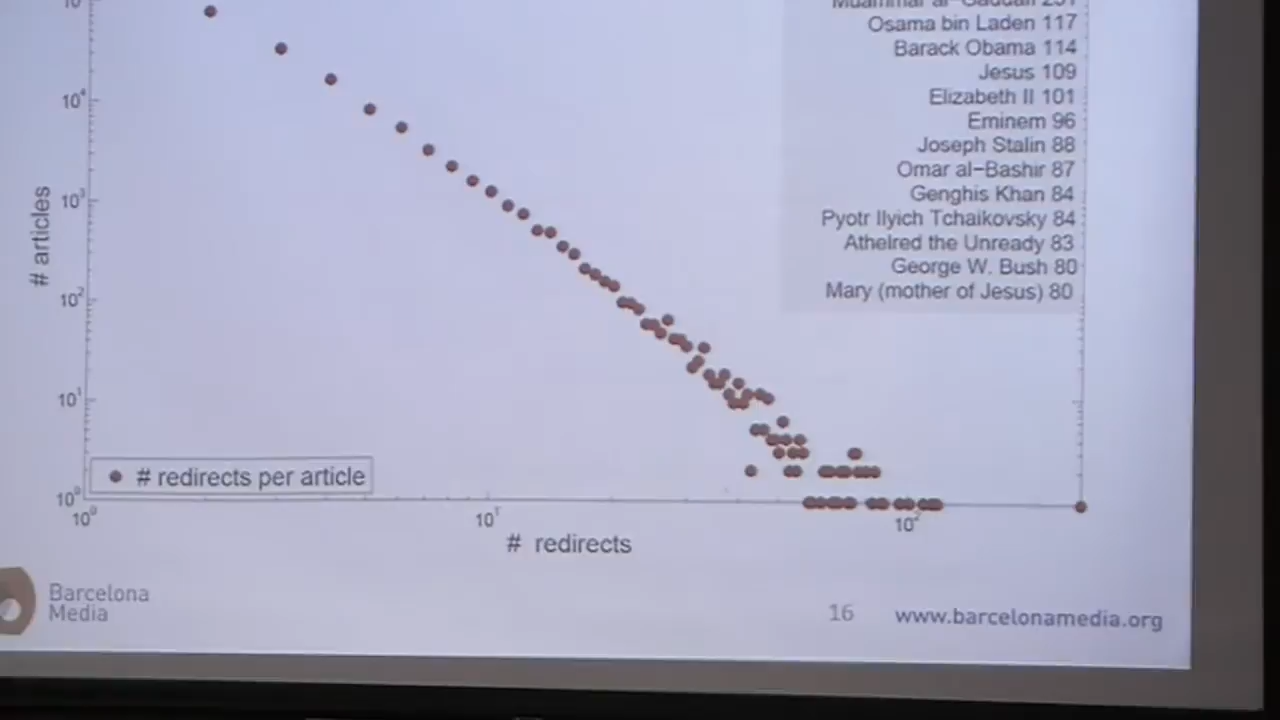 Muammar al-Gaddafi
Osama bin Laden 117
Barack Obama 114
Jesus 109
Elizabeth II 101
Eminem 96
Joseph Stalin 88
Omar al-Bashir 87
Genghis Khan 84
Pyotr Ilyich Tchaikovsky 84
Athelred the Unready 83
George W. Bush 80
Mary (mother of Jesus) 80
10⁴
10³
10²
10¹
10⁰
# articles
# redirects per article
10⁰
10¹
10²
# redirects
Barcelona
Media
16
www.barcelonamedia.org